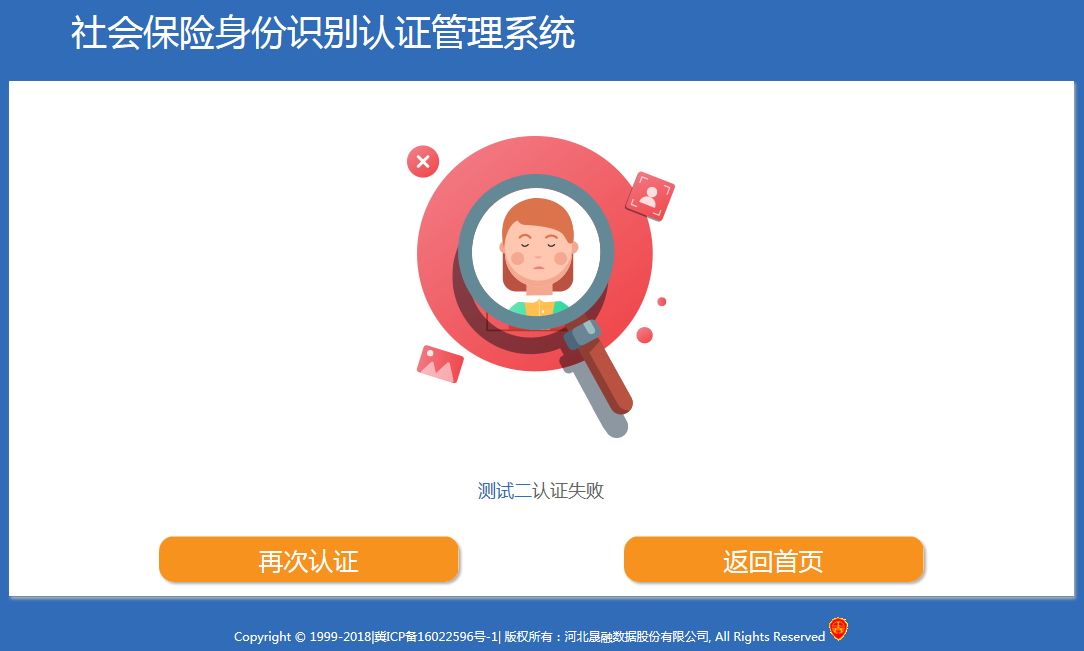 社会保险身份识别认证管理系统
测试二认证失败
再次认证
返回首页
Copyright © 1999-2018|冀ICP备16022596号-1| 版权所有：河北晟融数据股份有限公司, All Rights Reserved